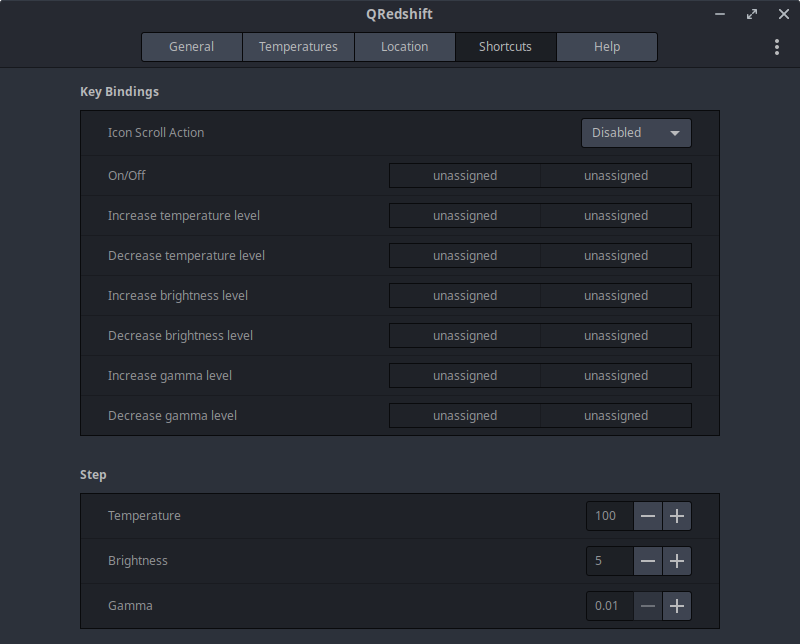 QRedshift
General Temperatures Location Shortcuts Help
Key Bindings
Icon Scroll Action Disabled
On/Off unassigned unassigned
Increase temperature level unassigned unassigned
Decrease temperature level unassigned unassigned
Increase brightness level unassigned unassigned
Decrease brightness level unassigned unassigned
Increase gamma level unassigned unassigned
Decrease gamma level unassigned unassigned
Step
Temperature 100
Brightness 5
Gamma 0.01